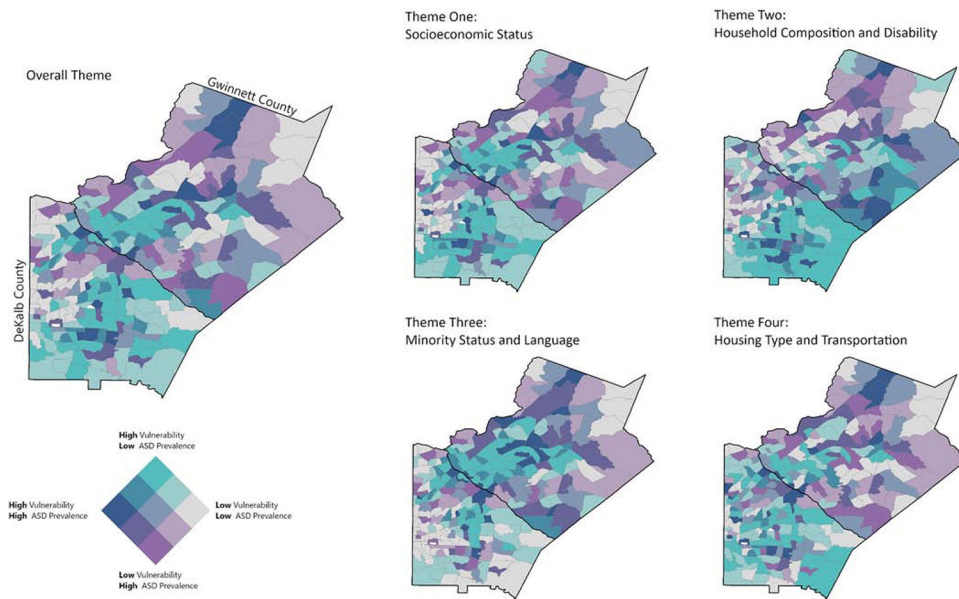 Overall Theme
Gwinnett County
DeKalb County
Theme One:
Socioeconomic Status
Theme Two:
Household Composition and Disability
Theme Three:
Minority Status and Language
Theme Four:
Housing Type and Transportation
High Vulnerability
Low ASD Prevalence
High Vulnerability
High ASD Prevalence
Low Vulnerability
Low ASD Prevalence
Low Vulnerability
High ASD Prevalence